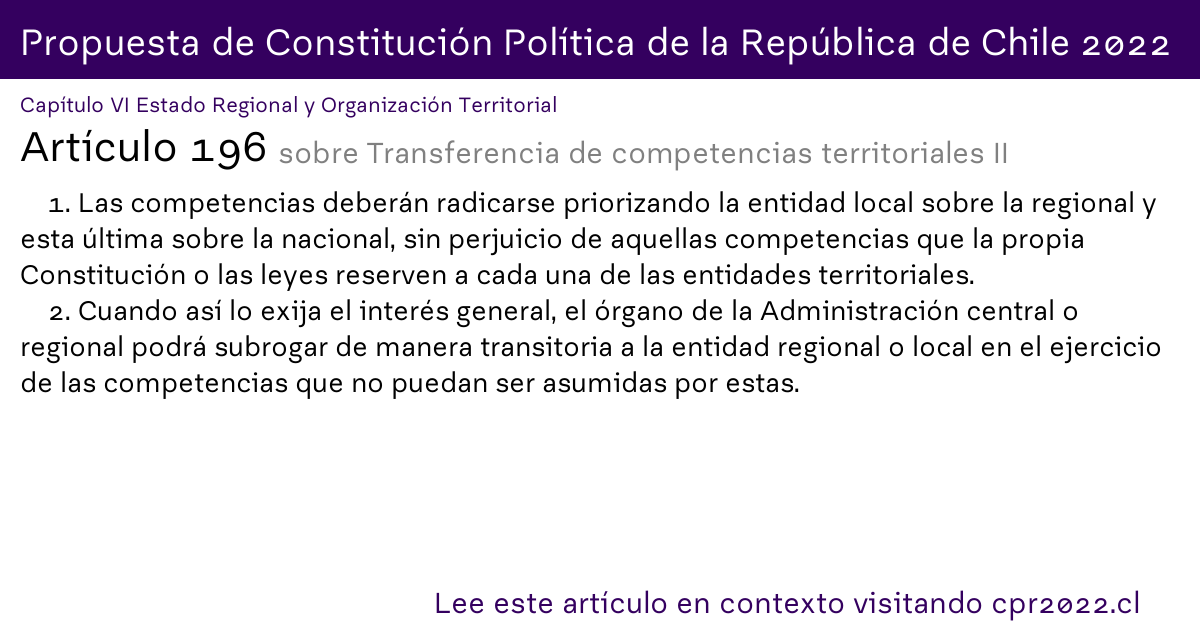 Propuesta de Constitución Política de la República de Chile 2022
Capítulo VI Estado Regional y Organización Territorial
Artículo 196 sobre Transferencia de competencias territoriales II
1. Las competencias deberán radicarse priorizando la entidad local sobre la regional y
esta última sobre la nacional, sin perjuicio de aquellas competencias que la propia
Constitución o las leyes reserven a cada una de las entidades territoriales.
2. Cuando así lo exija el interés general, el órgano de la Administración central o
regional podrá subrogar de manera transitoria a la entidad regional o local en el ejercicio
de las competencias que no puedan ser asumidas por estas.
Lee este artículo en contexto visitando cpr2022.cl